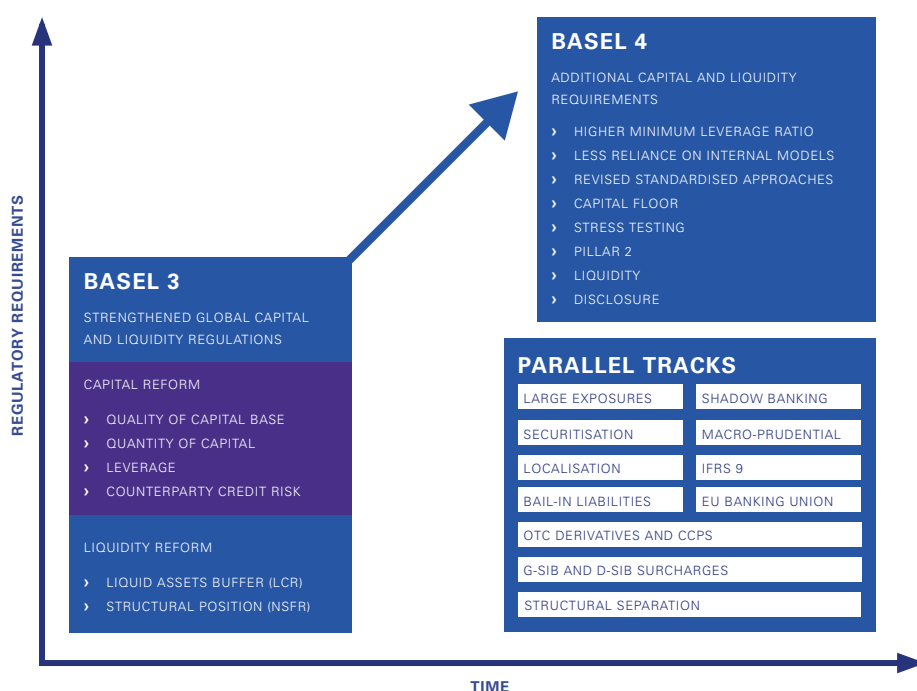 REGULATORY REQUIREMENTS
BASEL 3
STRENGTHENED GLOBAL CAPITAL
AND LIQUIDITY REGULATIONS
CAPITAL REFORM
› QUALITY OF CAPITAL BASE
› QUANTITY OF CAPITAL
› LEVERAGE
› COUNTERPARTY CREDIT RISK
LIQUIDITY REFORM
› LIQUID ASSETS BUFFER (LCR)
› STRUCTURAL POSITION (NSFR)
BASEL 4
ADDITIONAL CAPITAL AND LIQUIDITY
REQUIREMENTS
› HIGHER MINIMUM LEVERAGE RATIO
› LESS RELIANCE ON INTERNAL MODELS
› REVISED STANDARDISED APPROACHES
› CAPITAL FLOOR
› STRESS TESTING
› PILLAR 2
› LIQUIDITY
› DISCLOSURE
PARALLEL TRACKS
LARGE EXPOSURES
SHADOW BANKING
SECURITISATION
MACRO-PRUDENTIAL
LOCALISATION
IFRS 9
BAIL-IN LIABILITIES
EU BANKING UNION
OTC DERIVATIVES AND CCPS
G-SIB AND D-SIB SURCHARGES
STRUCTURAL SEPARATION
TIME